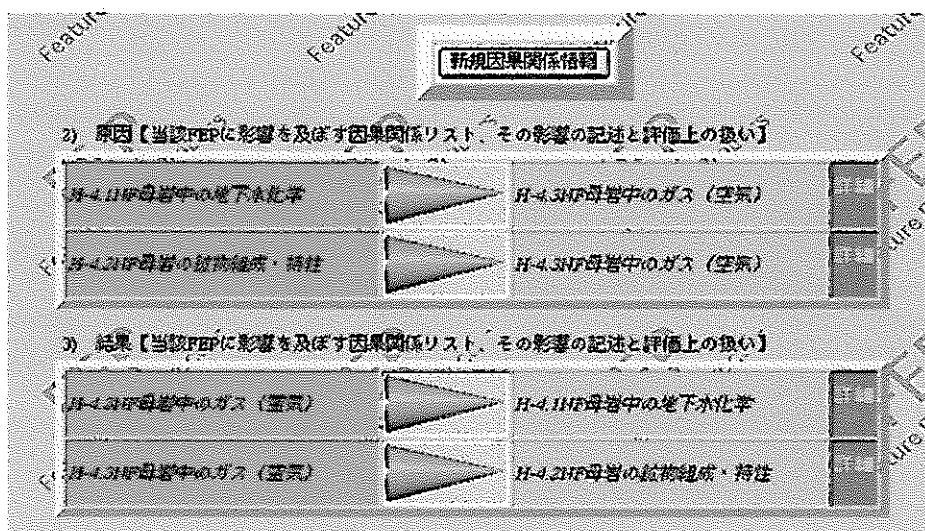 新規因果関係情報
2) 原因【当該FEPに影響を及ぼす因果関係リスト、その影響の記述と評価上の扱い】
H-4.1HF母岩中の地下水化学 H-4.3HF母岩中のガス(空気) 詳細
H-4.2HF母岩の鉱物組成・特性 H-4.3HF母岩中のガス(空気) 詳細
3) 結果【当該FEPに影響を及ぼす因果関係リスト、その影響の記述と評価上の扱い】
H-4.3HF母岩中のガス(空気) H-4.1HF母岩中の地下水化学 詳細
H-4.3HF母岩中のガス(空気) H-4.2HF母岩の鉱物組成・特性 詳細